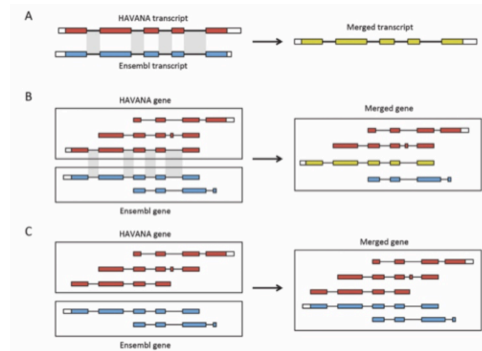 A
HAVANA transcript
Merged transcript
Ensembl transcript
B
HAVANA gene
Merged gene
Ensembl gene
C
HAVANA gene
Merged gene
Ensembl gene